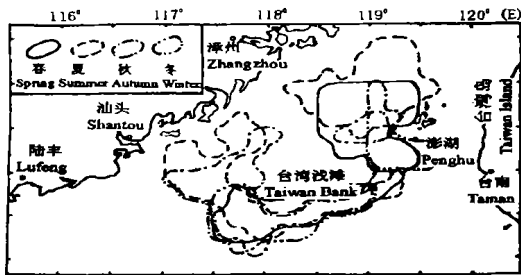 116° 117° 118° 119° 120° (E)
春 夏 秋 冬
Spring Summer Autumn Winter
漳州
Zhangzhou
汕头
Shantou
陆丰
Lufeng
台湾浅滩
Taiwan Bank
澎湖
Penghu
台湾岛
Taiwan Island
台南
Taman